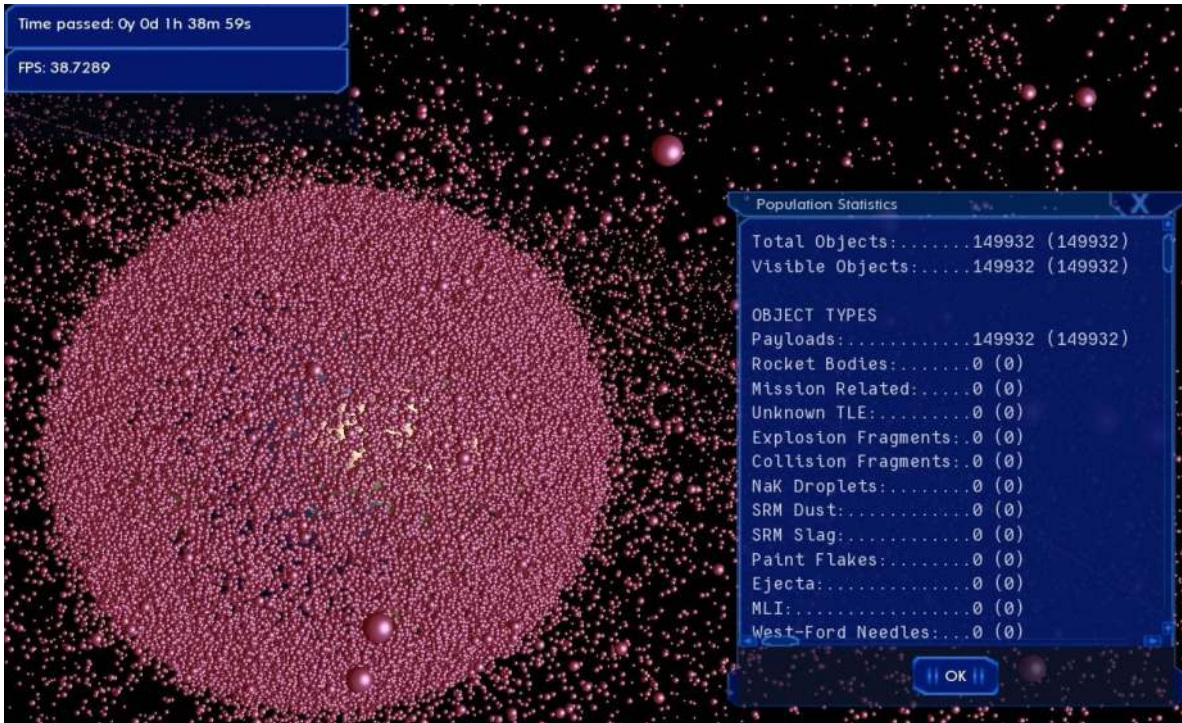 Time passed: 0y 0d 1h 38m 59s
FPS: 38.7289
Population Statistics
X
Total Objects:.......149932 (149932)
Visible Objects:.....149932 (149932)
OBJECT TYPES
Payloads:............149932 (149932)
Rocket Bodies:.......0 (0)
Mission Related:.....0 (0)
Unknown TLE:.........0 (0)
Explosion Fragments:.0 (0)
Collision Fragments:.0 (0)
NaK Droplets:........0 (0)
SRM Dust:............0 (0)
SRM Slag:............0 (0)
Paint Flakes:........0 (0)
Ejecta:..............0 (0)
MLI:.................0 (0)
West-Ford Needles:...0 (0)
OK